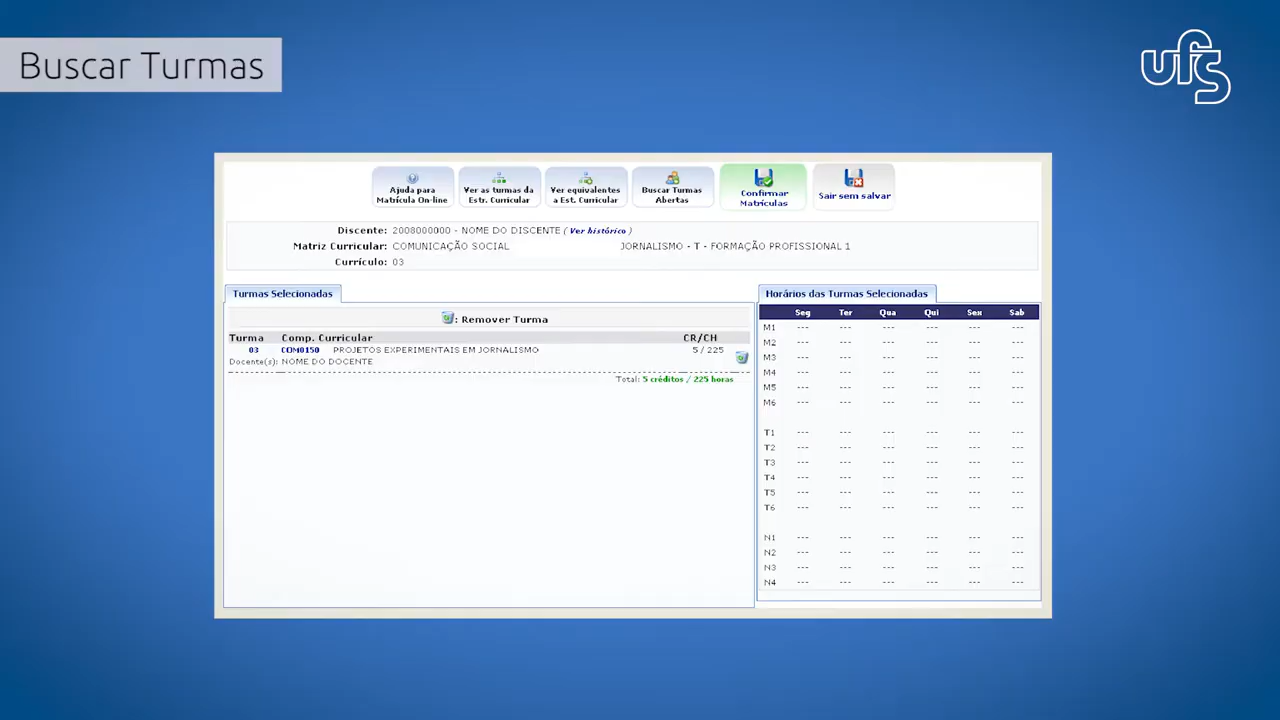 Buscar Turmas
ufs
Ajuda para
Matrícula On-line
Ver as turmas da
Estr. Curricular
Ver equivalentes
a Est. Curricular
Buscar Turmas
Abertas
Confirmar
Matrículas
Sair sem salvar
Discente: 2008000000 - NOME DO DISCENTE ( Ver histórico )
Matriz Curricular: COMUNICAÇÃO SOCIAL JORNALISMO - T - FORMAÇÃO PROFISSIONAL 1
Currículo: 03
Turmas Selecionadas
: Remover Turma
Turma Comp. Curricular CR/CH
03 COM0150 PROJETOS EXPERIMENTAIS EM JORNALISMO 5 / 225
Docente(s): NOME DO DOCENTE
Total: 5 créditos / 225 horas
Horários das Turmas Selecionadas
Seg Ter Qua Qui Sex Sab
M1 --- --- --- --- --- ---
M2 --- --- --- --- --- ---
M3 --- --- --- --- --- ---
M4 --- --- --- --- --- ---
M5 --- --- --- --- --- ---
M6 --- --- --- --- --- ---
T1 --- --- --- --- --- ---
T2 --- --- --- --- --- ---
T3 --- --- --- --- --- ---
T4 --- --- --- --- --- ---
T5 --- --- --- --- --- ---
T6 --- --- --- --- --- ---
N1 --- --- --- --- --- ---
N2 --- --- --- --- --- ---
N3 --- --- --- --- --- ---
N4 --- --- --- --- --- ---